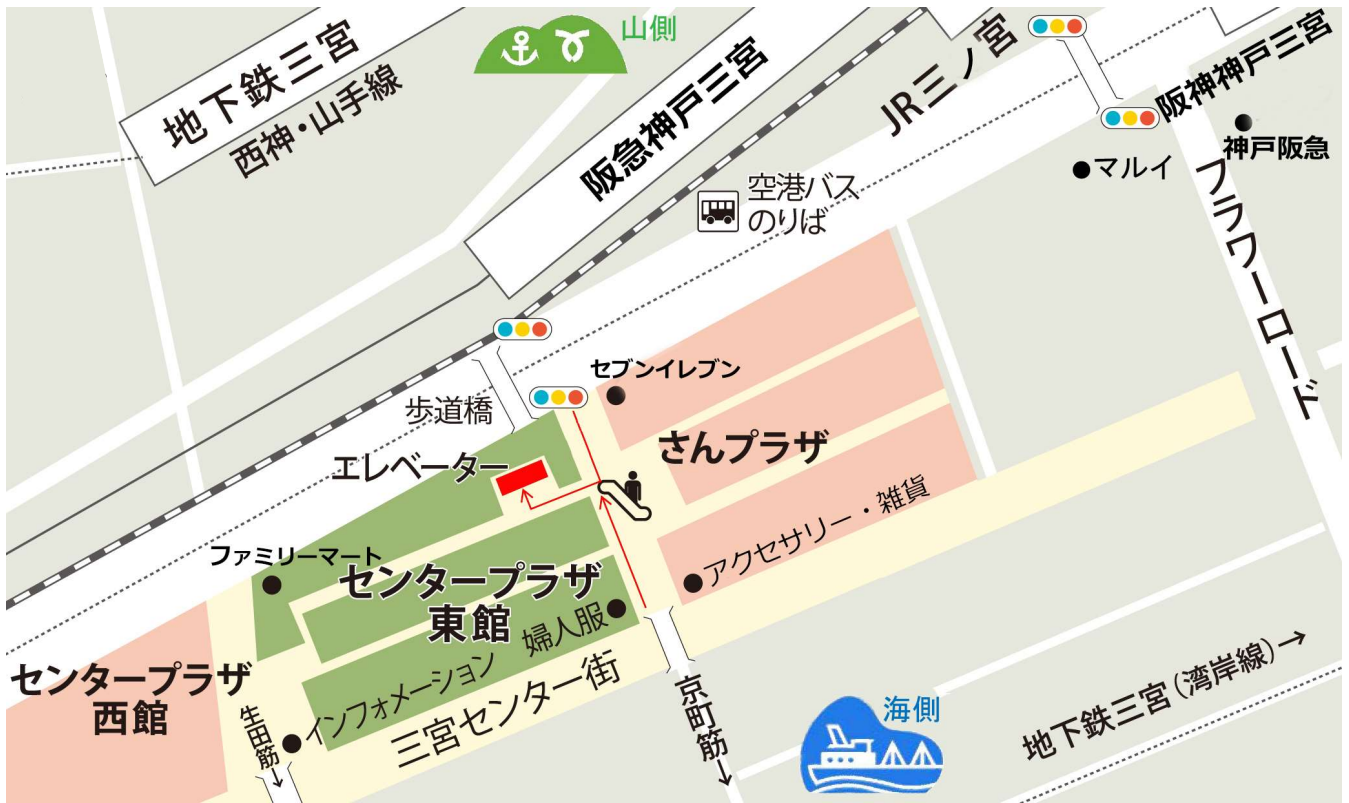 山側
地下鉄三宮
西神・山手線
阪急神戸三宮
JR三ノ宮
阪神神戸三宮
神戸阪急
マルイ
フラワーロード
空港バス
のりば
セブンイレブン
歩道橋
エレベーター
さんプラザ
アクセサリー・雑貨
ファミリーマート
センタープラザ
東館
婦人服
インフォメーション
三宮センター街
センタープラザ
西館
生田筋→
京町筋→
海側
地下鉄三宮(湾岸線)→